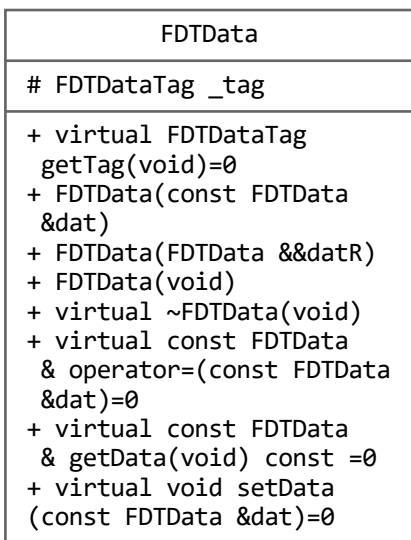 FDTData
# FDTDataTag _tag
+ virtual FDTDataTag
getTag(void)=0
+ FDTData(const FDTData
&dat)
+ FDTData(FDTData &&datR)
+ FDTData(void)
+ virtual ~FDTData(void)
+ virtual const FDTData
& operator=(const FDTData
&dat)=0
+ virtual const FDTData
& getData(void) const =0
+ virtual void setData
(const FDTData &dat)=0